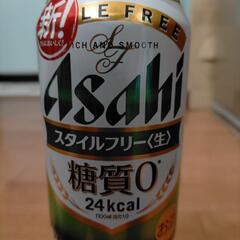 LE FREE
新!
RICH AND SMOOTH
SF
Asahi
スタイルフリー〈生〉
糖質0*
24kcal